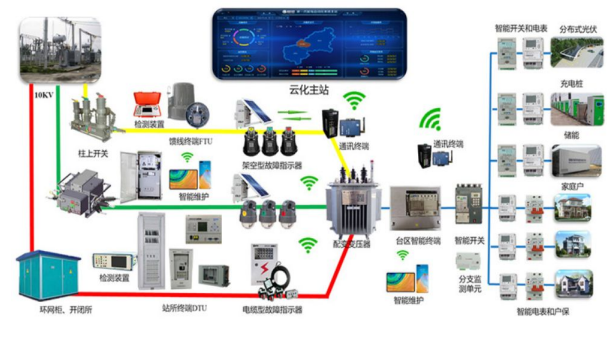 云化主站
智能开关和电表
分布式光伏
10KV
检测装置
馈线终端FTU
柱上开关
架空型故障指示器
通讯终端
通讯终端
充电桩
储能
智能维护
家庭户
配变变压器
台区智能终端
智能开关
检测装置
分支监
测单元
智能维护
环网柜、开闭所
站所终端DTU
电缆型故障指示器
智能电表和户保